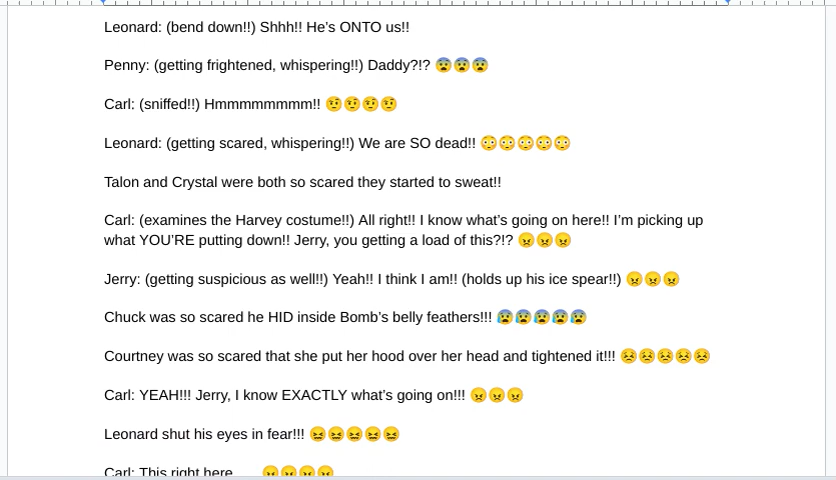 Leonard: (bend down!!) Shhh!! He’s ONTO us!!
Penny: (getting frightened, whispering!!) Daddy?!? 😨😨😨
Carl: (sniffed!!) Hmmmmmmmm!! 🤨🤨🤨🤨
Leonard: (getting scared, whispering!!) We are SO dead!! 😳😳😳😳😳
Talon and Crystal were both so scared they started to sweat!!
Carl: (examines the Harvey costume!!) All right!! I know what’s going on here!! I’m picking up
what YOU’RE putting down!! Jerry, you getting a load of this?!? 😠😠😠
Jerry: (getting suspicious as well!!) Yeah!! I think I am!! (holds up his ice spear!!) 😠😠😠
Chuck was so scared he HID inside Bomb’s belly feathers!!! 😰😰😰😰😰
Courtney was so scared that she put her hood over her head and tightened it!!! 😣😣😣😣😣
Carl: YEAH!!! Jerry, I know EXACTLY what’s going on!!! 😠😠😠
Leonard shut his eyes in fear!!! 😖😖😖😖😖
Carl: This right here...... 😠😠😠😠